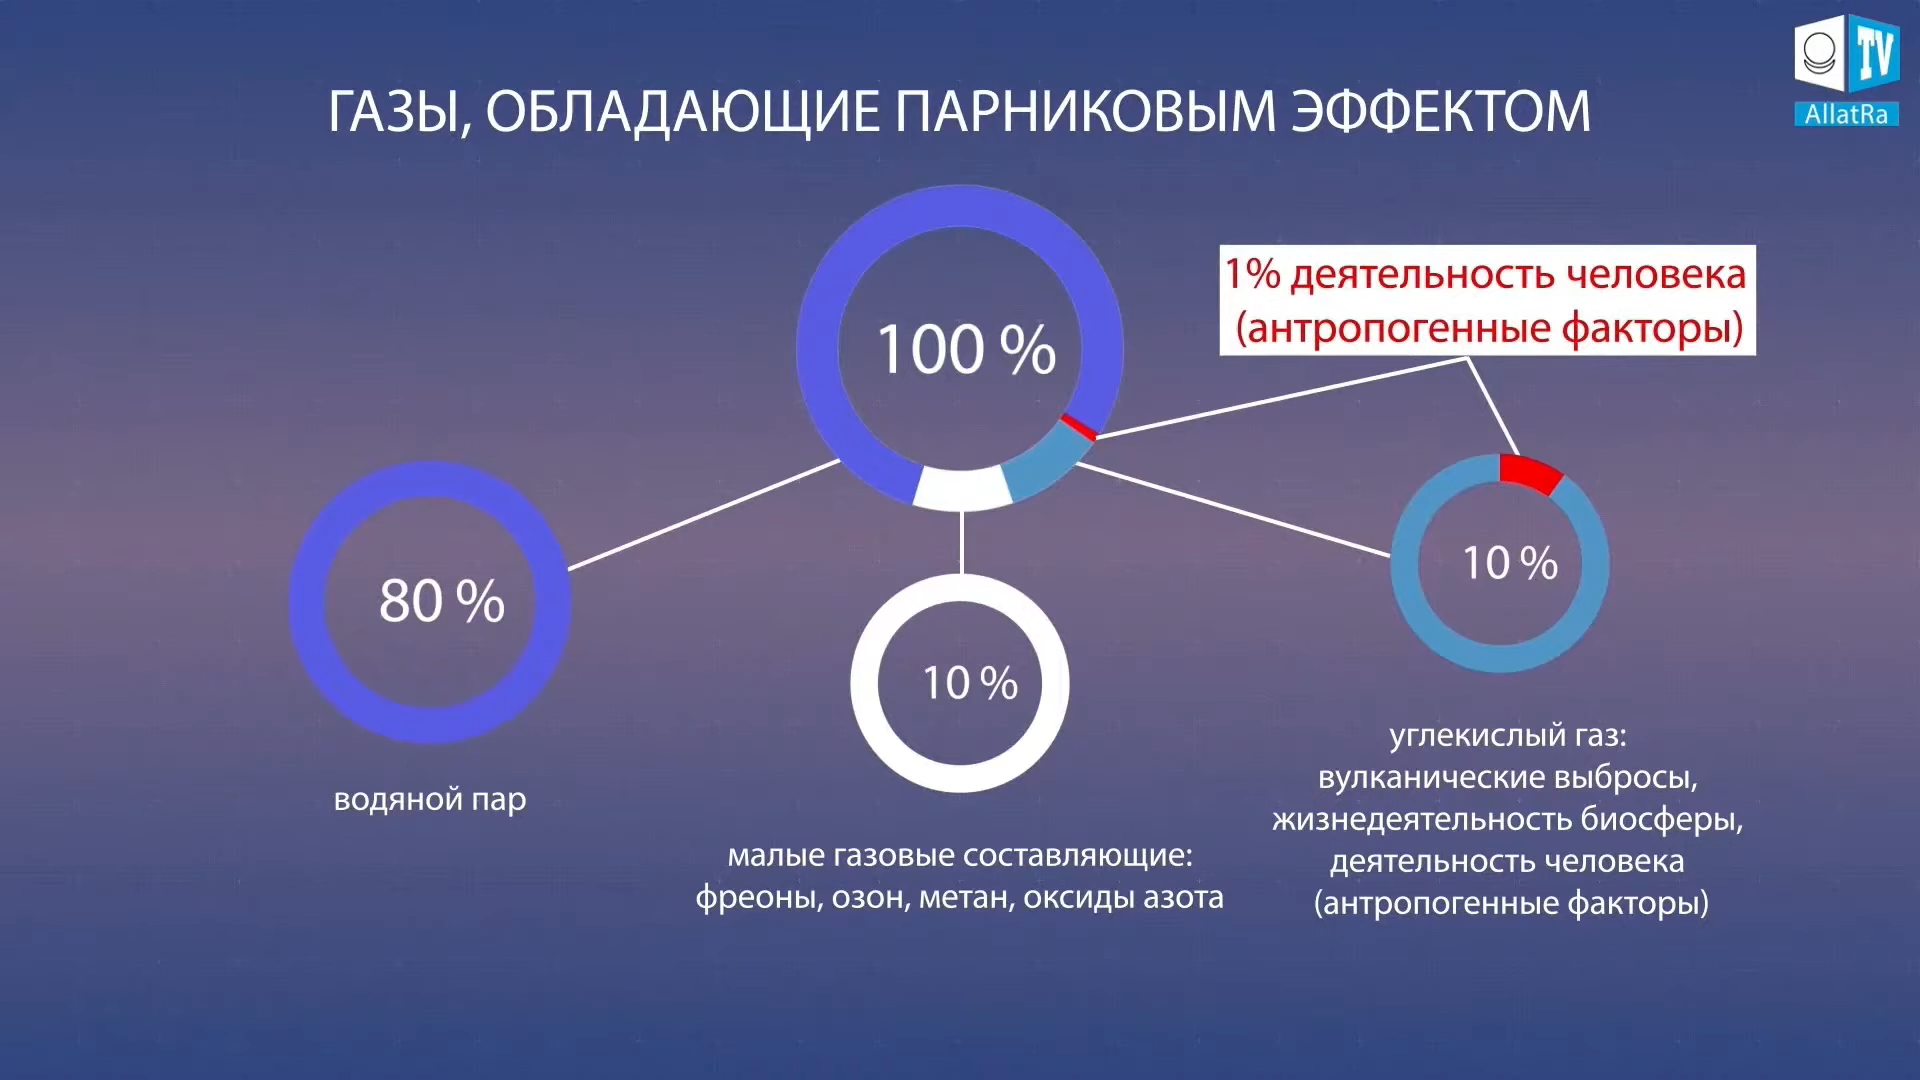 TV
AllatRa
ГАЗЫ, ОБЛАДАЮЩИЕ ПАРНИКОВЫМ ЭФФЕКТОМ
100 %
1% деятельность человека
(антропогенные факторы)
80 %
водяной пар
10 %
малые газовые составляющие:
фреоны, озон, метан, оксиды азота
10 %
углекислый газ:
вулканические выбросы,
жизнедеятельность биосферы,
деятельность человека
(антропогенные факторы)